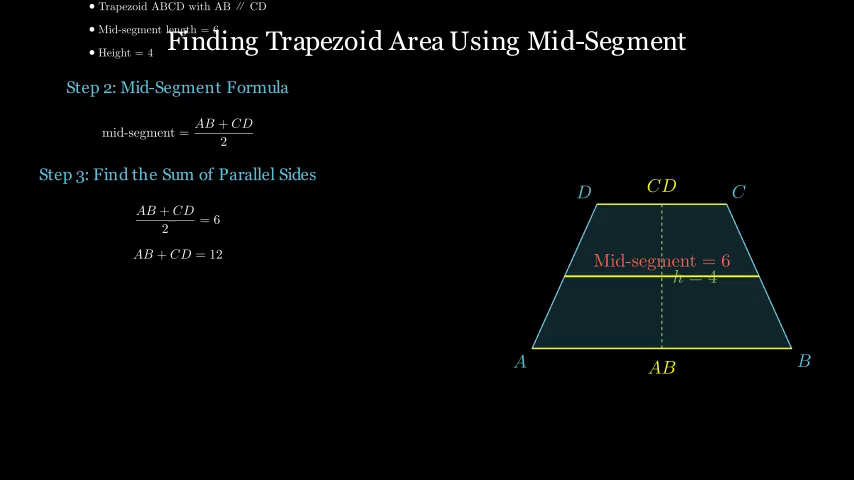 • Trapezoid ABCD with AB // CD
• Mid-segment length = 6
• Height = 4
Finding Trapezoid Area Using Mid-Segment
Step 2: Mid-Segment Formula
mid-segment = \frac{AB + CD}{2}
Step 3: Find the Sum of Parallel Sides
\frac{AB + CD}{2} = 6
AB + CD = 12
D
CD
C
Mid-segment = 6
h = 4
A
AB
B